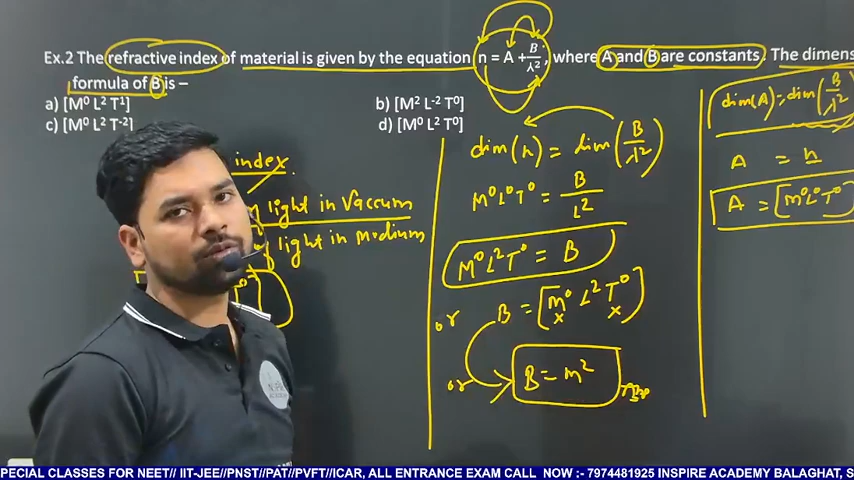 Ex.2 The refractive index of material is given by the equation n = A + B/λ², where A and B are constants. The dimens
formula of B is –
a) [M⁰ L² T¹]
b) [M² L-² T⁰]
c) [M⁰ L² T-²]
d) [M⁰ L² T⁰]
index.
light in Vaccum
light in medium
dim(n) = dim(B/λ²)
M⁰L⁰T⁰ = B/L²
M⁰L²T⁰ = B
or B = [M⁰ L² T⁰]
x x
or B = m²
dim(A) = dim(B/λ²)
A = n
A = [M⁰L⁰T⁰]
PECIAL CLASSES FOR NEET// IIT-JEE//PNST//PAT//PVFT//ICAR, ALL ENTRANCE EXAM CALL NOW :- 7974481925 INSPIRE ACADEMY BALAGHAT, S